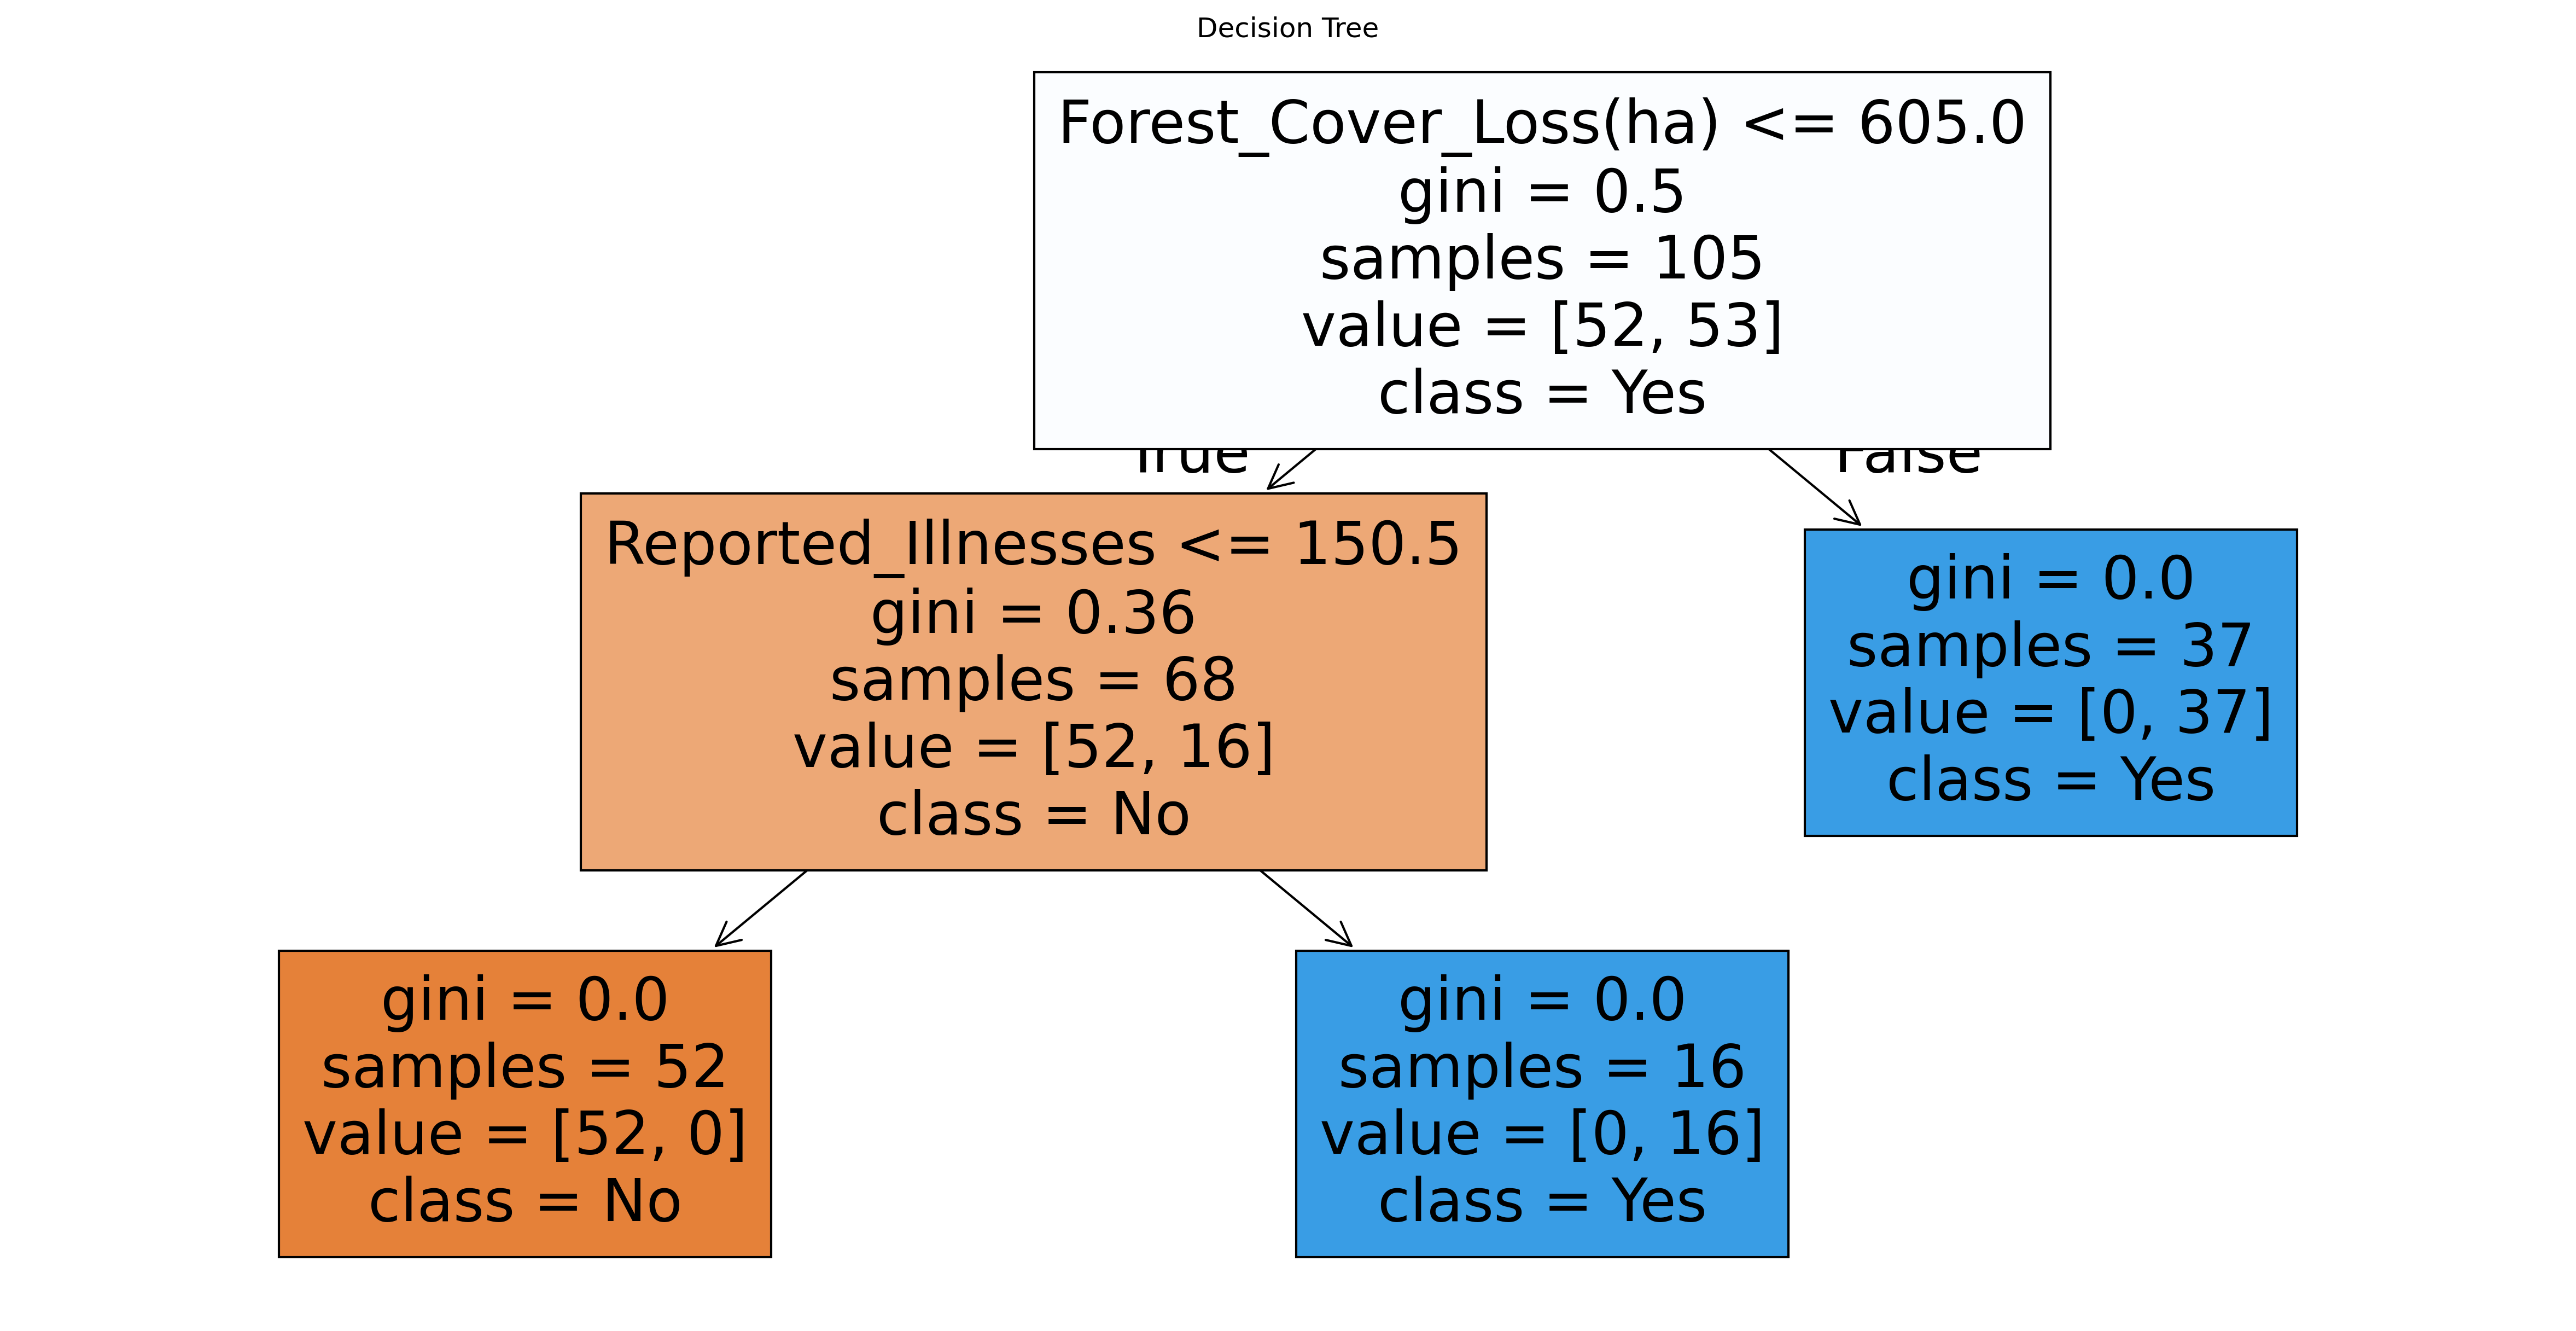 Decision Tree
Forest_Cover_Loss(ha) <= 605.0
gini = 0.5
samples = 105
value = [52, 53]
class = Yes
True
False
Reported_Illnesses <= 150.5
gini = 0.36
samples = 68
value = [52, 16]
class = No
gini = 0.0
samples = 37
value = [0, 37]
class = Yes
gini = 0.0
samples = 52
value = [52, 0]
class = No
gini = 0.0
samples = 16
value = [0, 16]
class = Yes